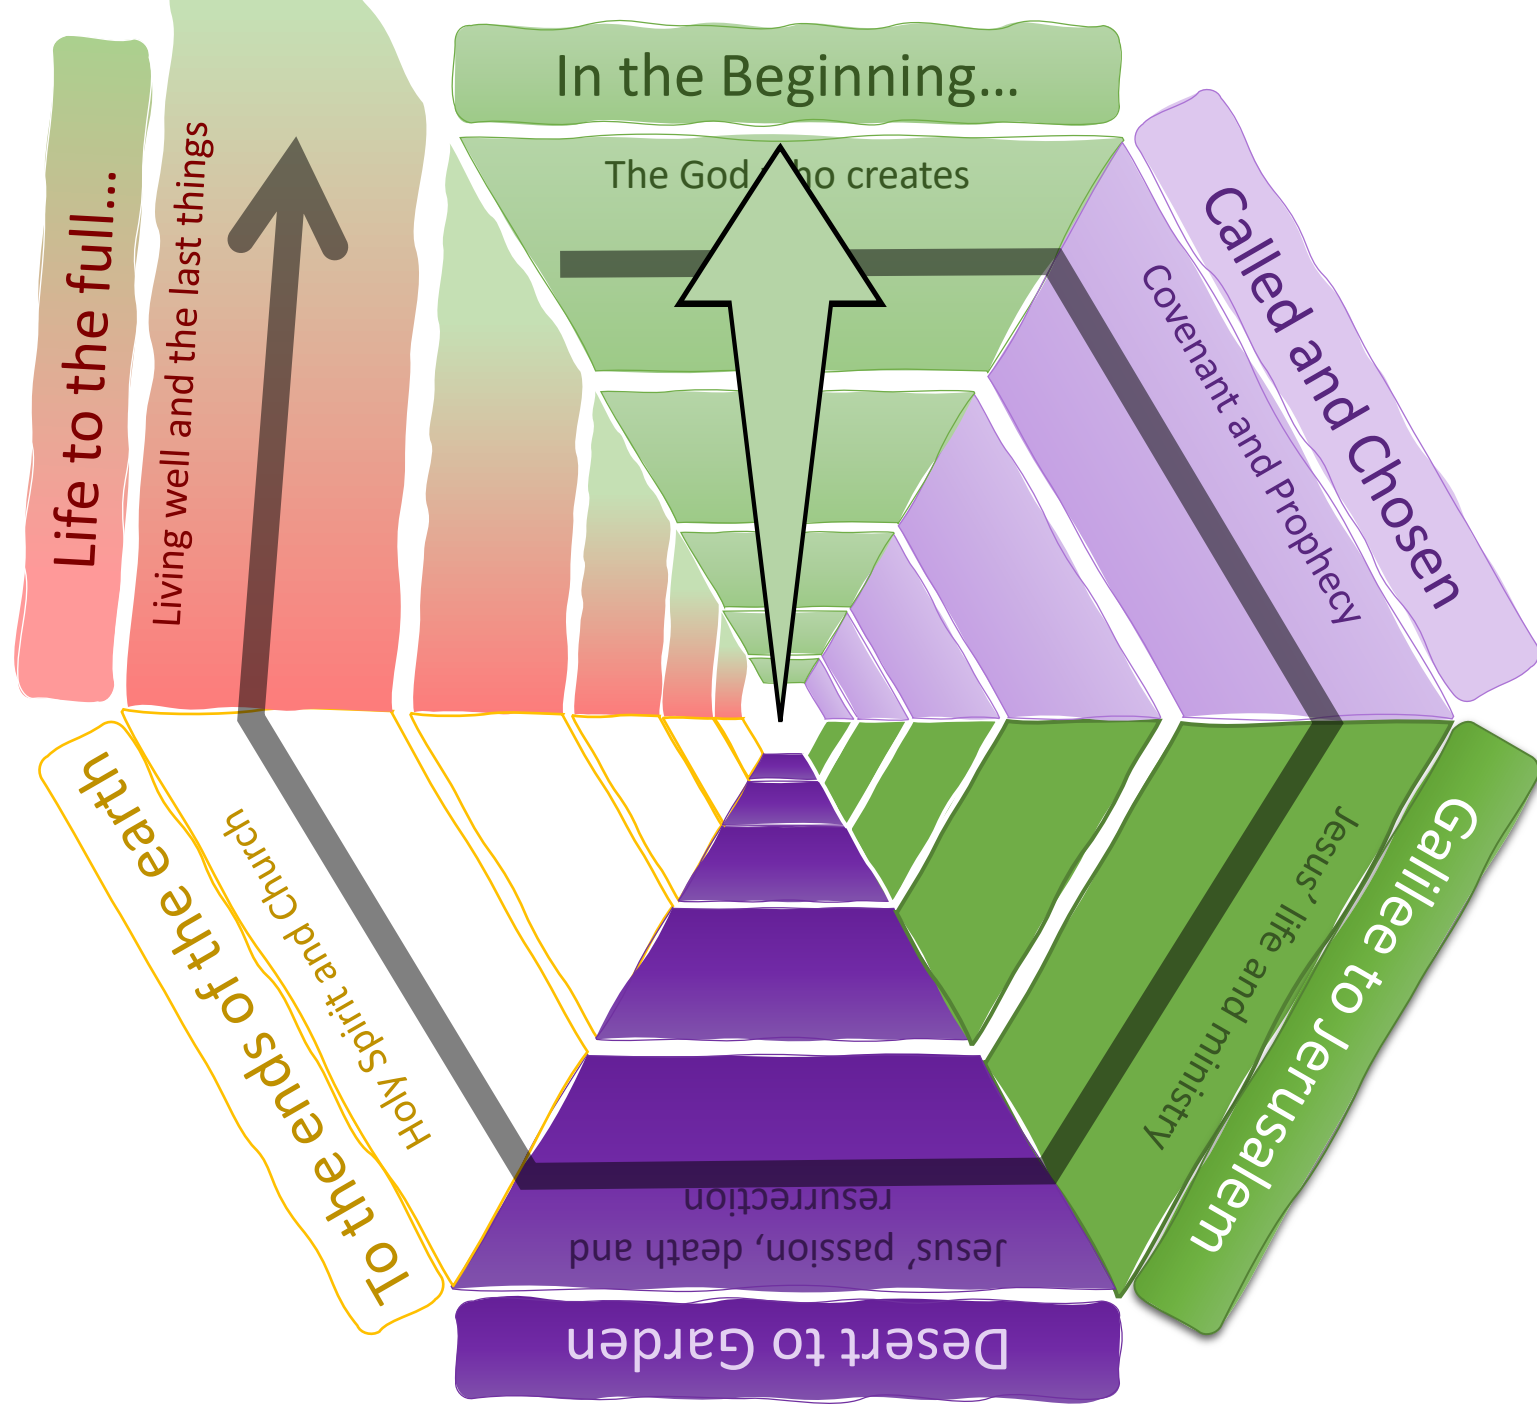 In the Beginning...
The God who creates
Called and Chosen
Covenant and Prophecy
Galilee to Jerusalem
Jesus' life and ministry
Desert to Garden
Jesus' passion, death and
resurrection
To the ends of the earth
Holy Spirit and Church
Life to the full...
Living well and the last things